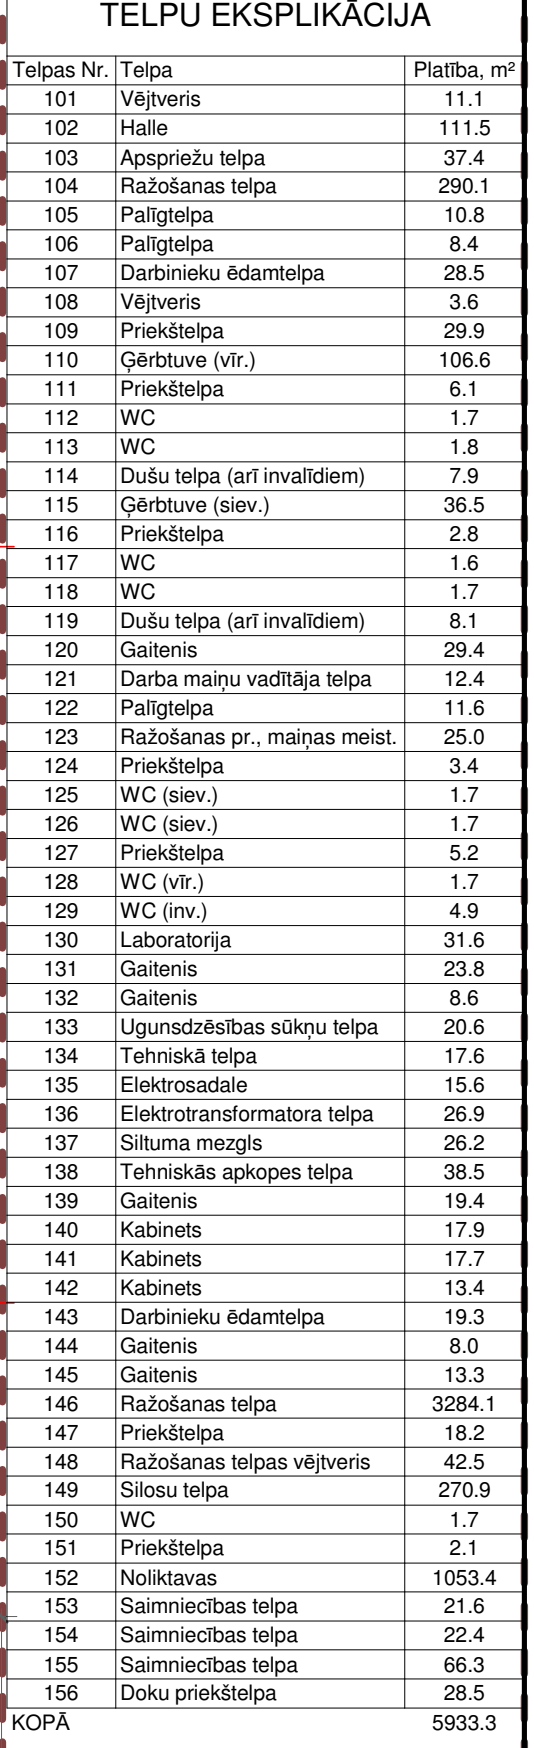 TELPU EKSPLIKĀCIJA
Telpas Nr. Telpa Platība, m²
101 Vējtveris 11.1
102 Halle 111.5
103 Apspriežu telpa 37.4
104 Ražošanas telpa 290.1
105 Palīgtelpa 10.8
106 Palīgtelpa 8.4
107 Darbinieku ēdamtelpa 28.5
108 Vējtveris 3.6
109 Priekštelpa 29.9
110 Ģērbtuve (vīr.) 106.6
111 Priekštelpa 6.1
112 WC 1.7
113 WC 1.8
114 Dušu telpa (arī invalīdiem) 7.9
115 Ģērbtuve (siev.) 36.5
116 Priekštelpa 2.8
117 WC 1.6
118 WC 1.7
119 Dušu telpa (arī invalīdiem) 8.1
120 Gaitenis 29.4
121 Darba maiņu vadītāja telpa 12.4
122 Palīgtelpa 11.6
123 Ražošanas pr., maiņas meist. 25.0
124 Priekštelpa 3.4
125 WC (siev.) 1.7
126 WC (siev.) 1.7
127 Priekštelpa 5.2
128 WC (vīr.) 1.7
129 WC (inv.) 4.9
130 Laboratorija 31.6
131 Gaitenis 23.8
132 Gaitenis 8.6
133 Ugunsdzēsības sūkņu telpa 20.6
134 Tehniskā telpa 17.6
135 Elektrosadale 15.6
136 Elektrotransformatora telpa 26.9
137 Siltuma mezgls 26.2
138 Tehniskās apkopes telpa 38.5
139 Gaitenis 19.4
140 Kabinets 17.9
141 Kabinets 17.7
142 Kabinets 13.4
143 Darbinieku ēdamtelpa 19.3
144 Gaitenis 8.0
145 Gaitenis 13.3
146 Ražošanas telpa 3284.1
147 Priekštelpa 18.2
148 Ražošanas telpas vējtveris 42.5
149 Silosu telpa 270.9
150 WC 1.7
151 Priekštelpa 2.1
152 Noliktavas 1053.4
153 Saimniecības telpa 21.6
154 Saimniecības telpa 22.4
155 Saimniecības telpa 66.3
156 Doku priekštelpa 28.5
KOPĀ 5933.3